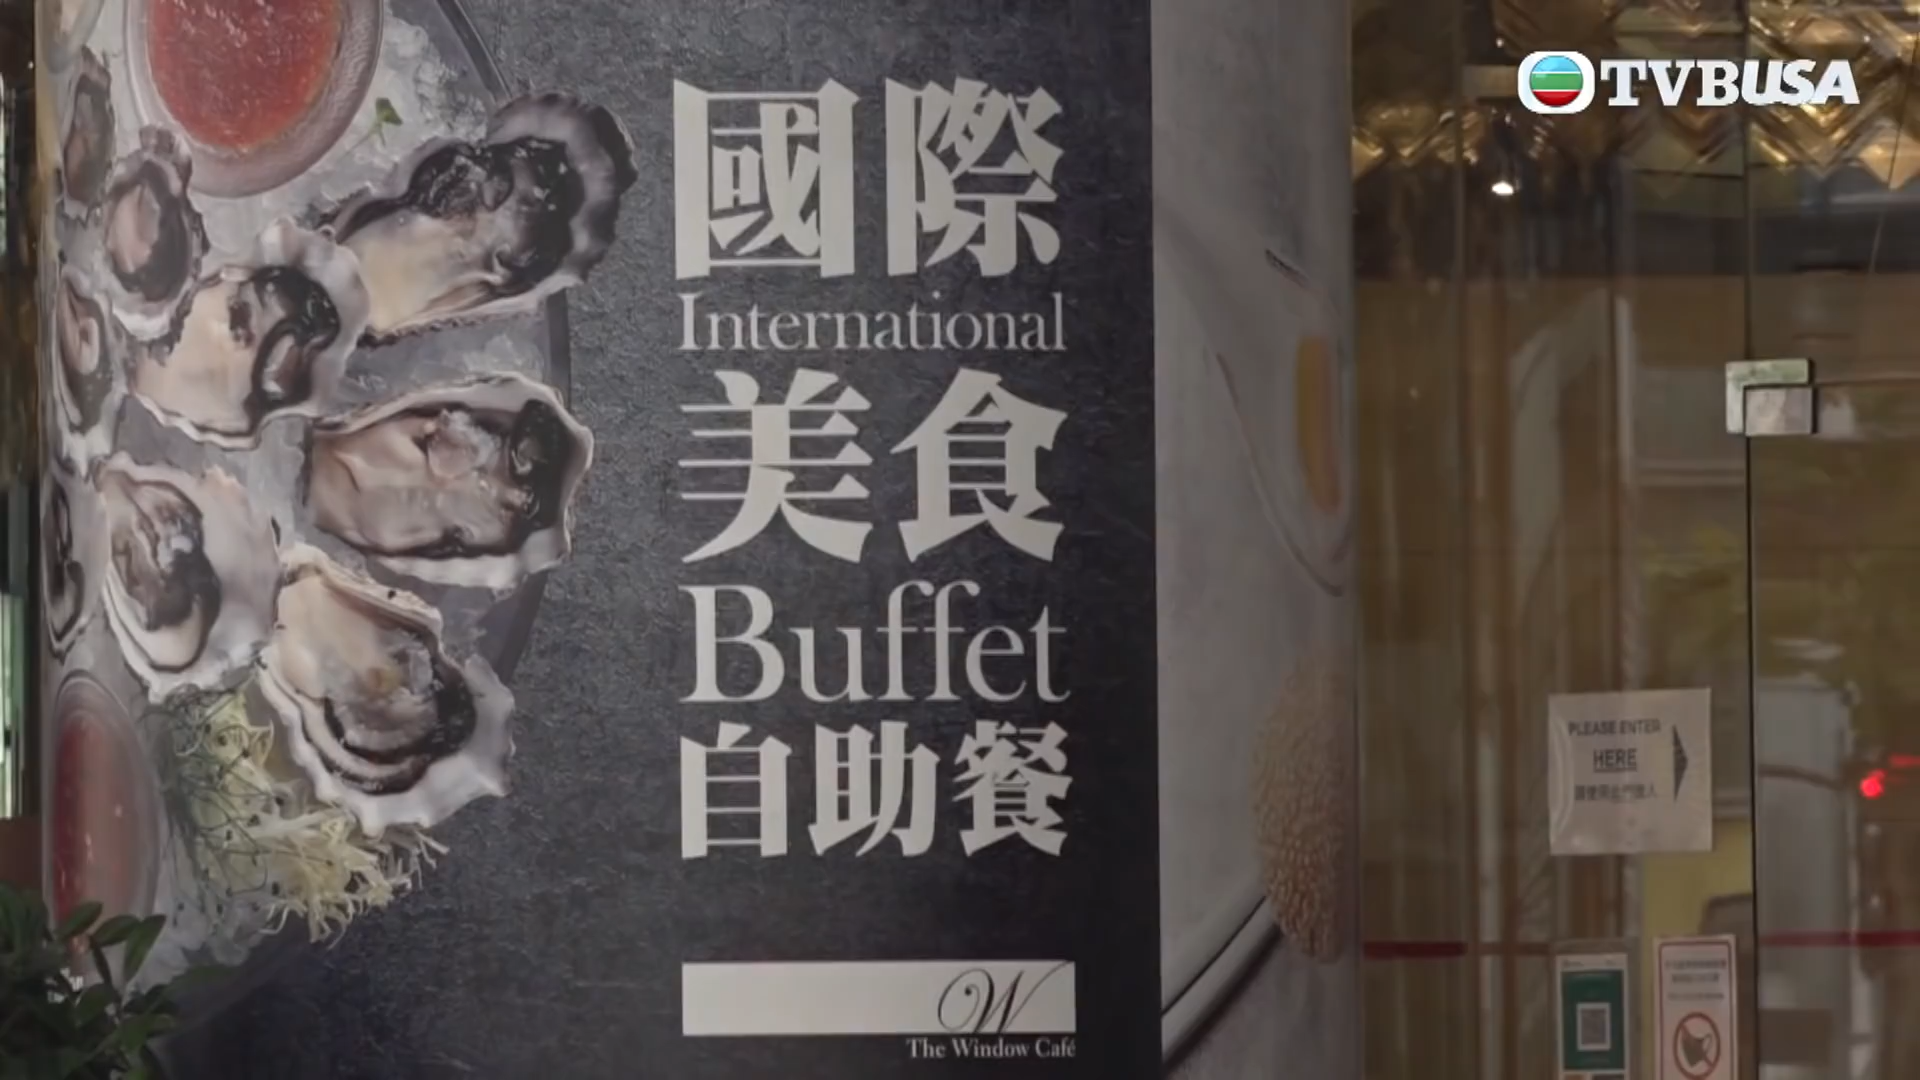 TVBUSA
國際
International
美食
Buffet
自助餐
W
The Window Café
PLEASE ENTER
HERE